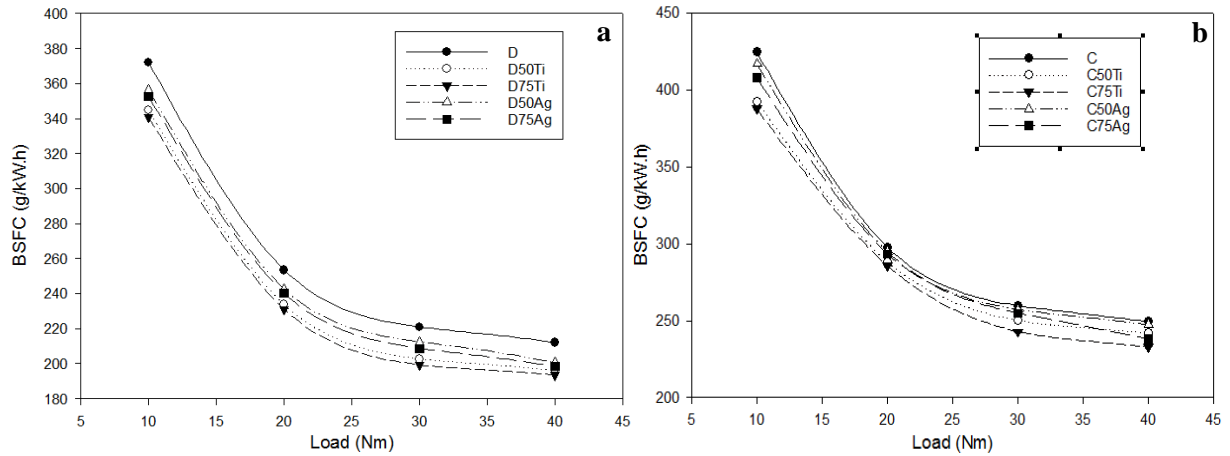 a
D
D50Ti
D75Ti
D50Ag
D75Ag
BSFC (g/kW.h)
400
380
360
340
320
300
280
260
240
220
200
180
5 10 15 20 25 30 35 40 45
Load (Nm)
b
C
C50Ti
C75Ti
C50Ag
C75Ag
BSFC (g/kW.h)
450
400
350
300
250
200
5 10 15 20 25 30 35 40 45
Load (Nm)